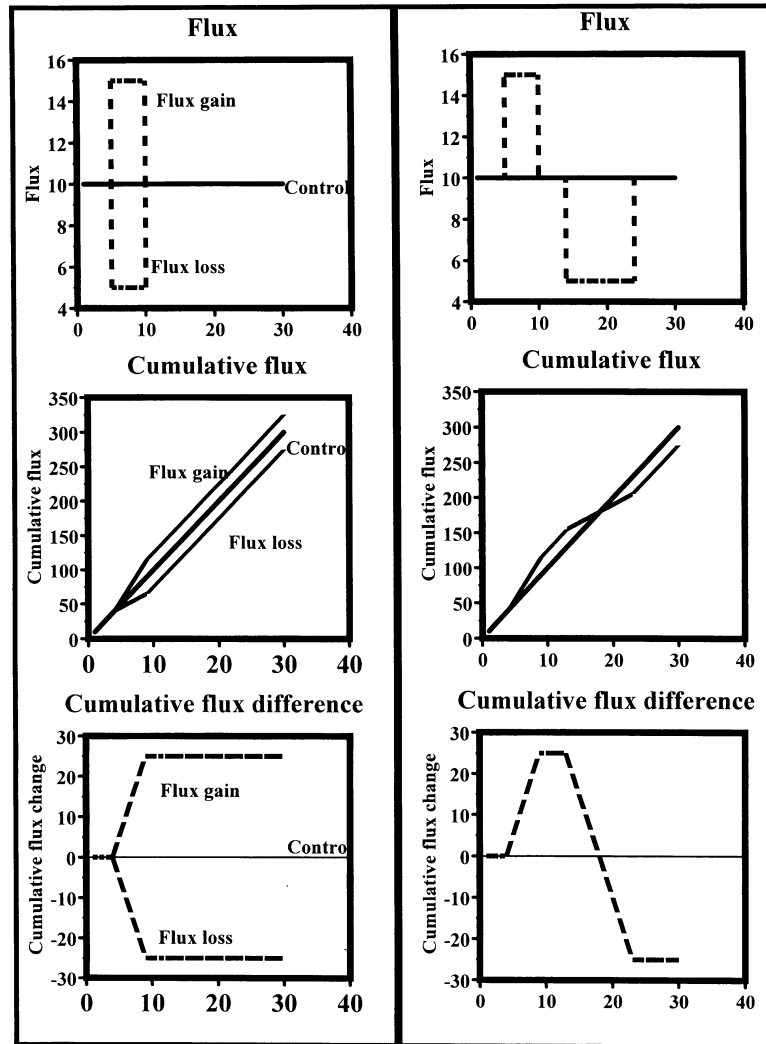 Flux
16
14
12
10
8
6
4
Flux
Flux gain
Control
Flux loss
0 10 20 30 40
Cumulative flux
350
300
250
200
150
100
50
0
Cumulative flux
Flux gain
Contro
Flux loss
0 10 20 30 40
Cumulative flux difference
30
20
10
0
-10
-20
-30
Cumulative flux change
Flux gain
Contro
Flux loss
0 10 20 30 40
Flux
16
14
12
10
8
6
4
Flux
0 10 20 30 40
Cumulative flux
350
300
250
200
150
100
50
0
Cumulative flux
0 10 20 30 40
Cumulative flux difference
30
20
10
0
-10
-20
-30
Cumulative flux change
0 10 20 30 40